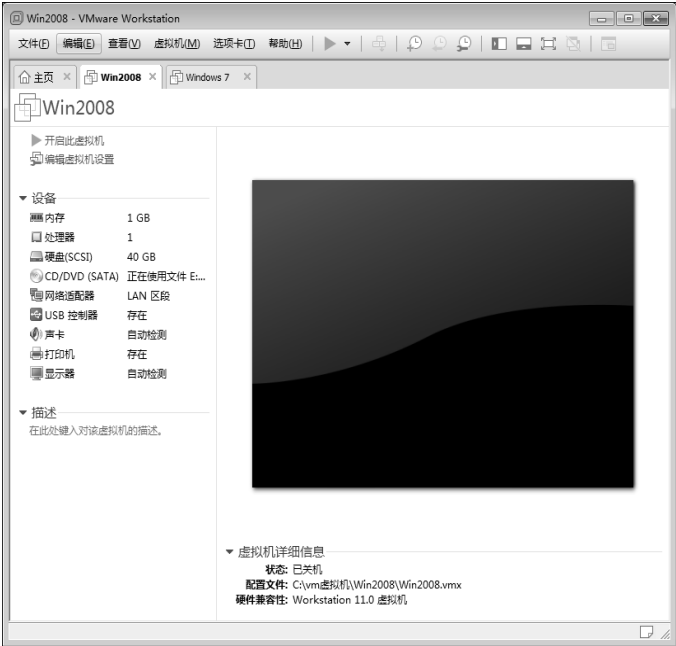 Win2008 - VMware Workstation
文件(F) 编辑(E) 查看(V) 虚拟机(M) 选项卡(T) 帮助(H)
主页 × Win2008 × Windows 7 ×
Win2008
开启此虚拟机
编辑虚拟机设置
设备
内存 1 GB
处理器 1
硬盘(SCSI) 40 GB
CD/DVD (SATA) 正在使用文件 E:...
网络适配器 LAN 区段
USB 控制器 存在
声卡 自动检测
打印机 存在
显示器 自动检测
描述
在此处键入对该虚拟机的描述。
虚拟机详细信息
状态: 已关机
配置文件: C:\vm虚拟机\Win2008\Win2008.vmx
硬件兼容性: Workstation 11.0 虚拟机